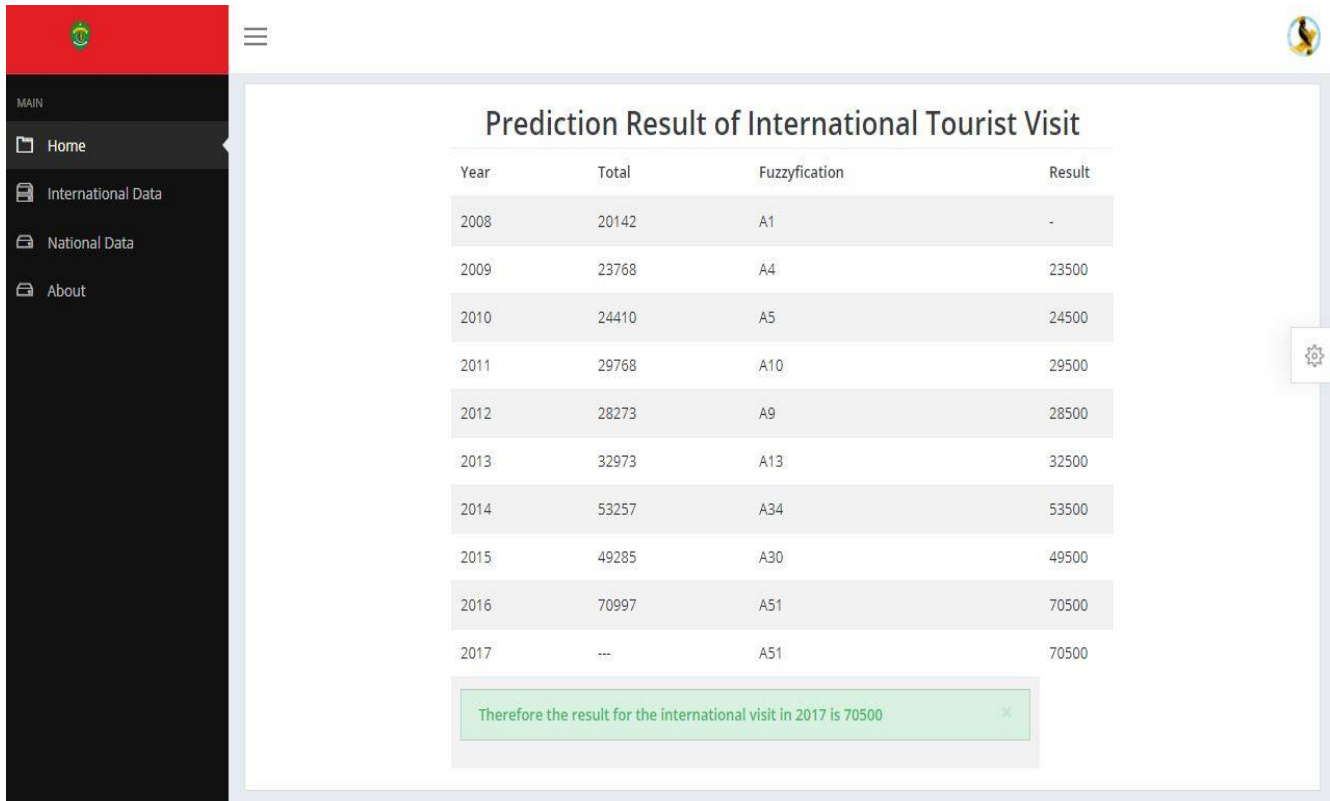 MAIN
Home
International Data
National Data
About
Prediction Result of International Tourist Visit
Year Total Fuzzyfication Result
2008 20142 A1 -
2009 23768 A4 23500
2010 24410 A5 24500
2011 29768 A10 29500
2012 28273 A9 28500
2013 32973 A13 32500
2014 53257 A34 53500
2015 49285 A30 49500
2016 70997 A51 70500
2017 --- A51 70500
Therefore the result for the international visit in 2017 is 70500 ×